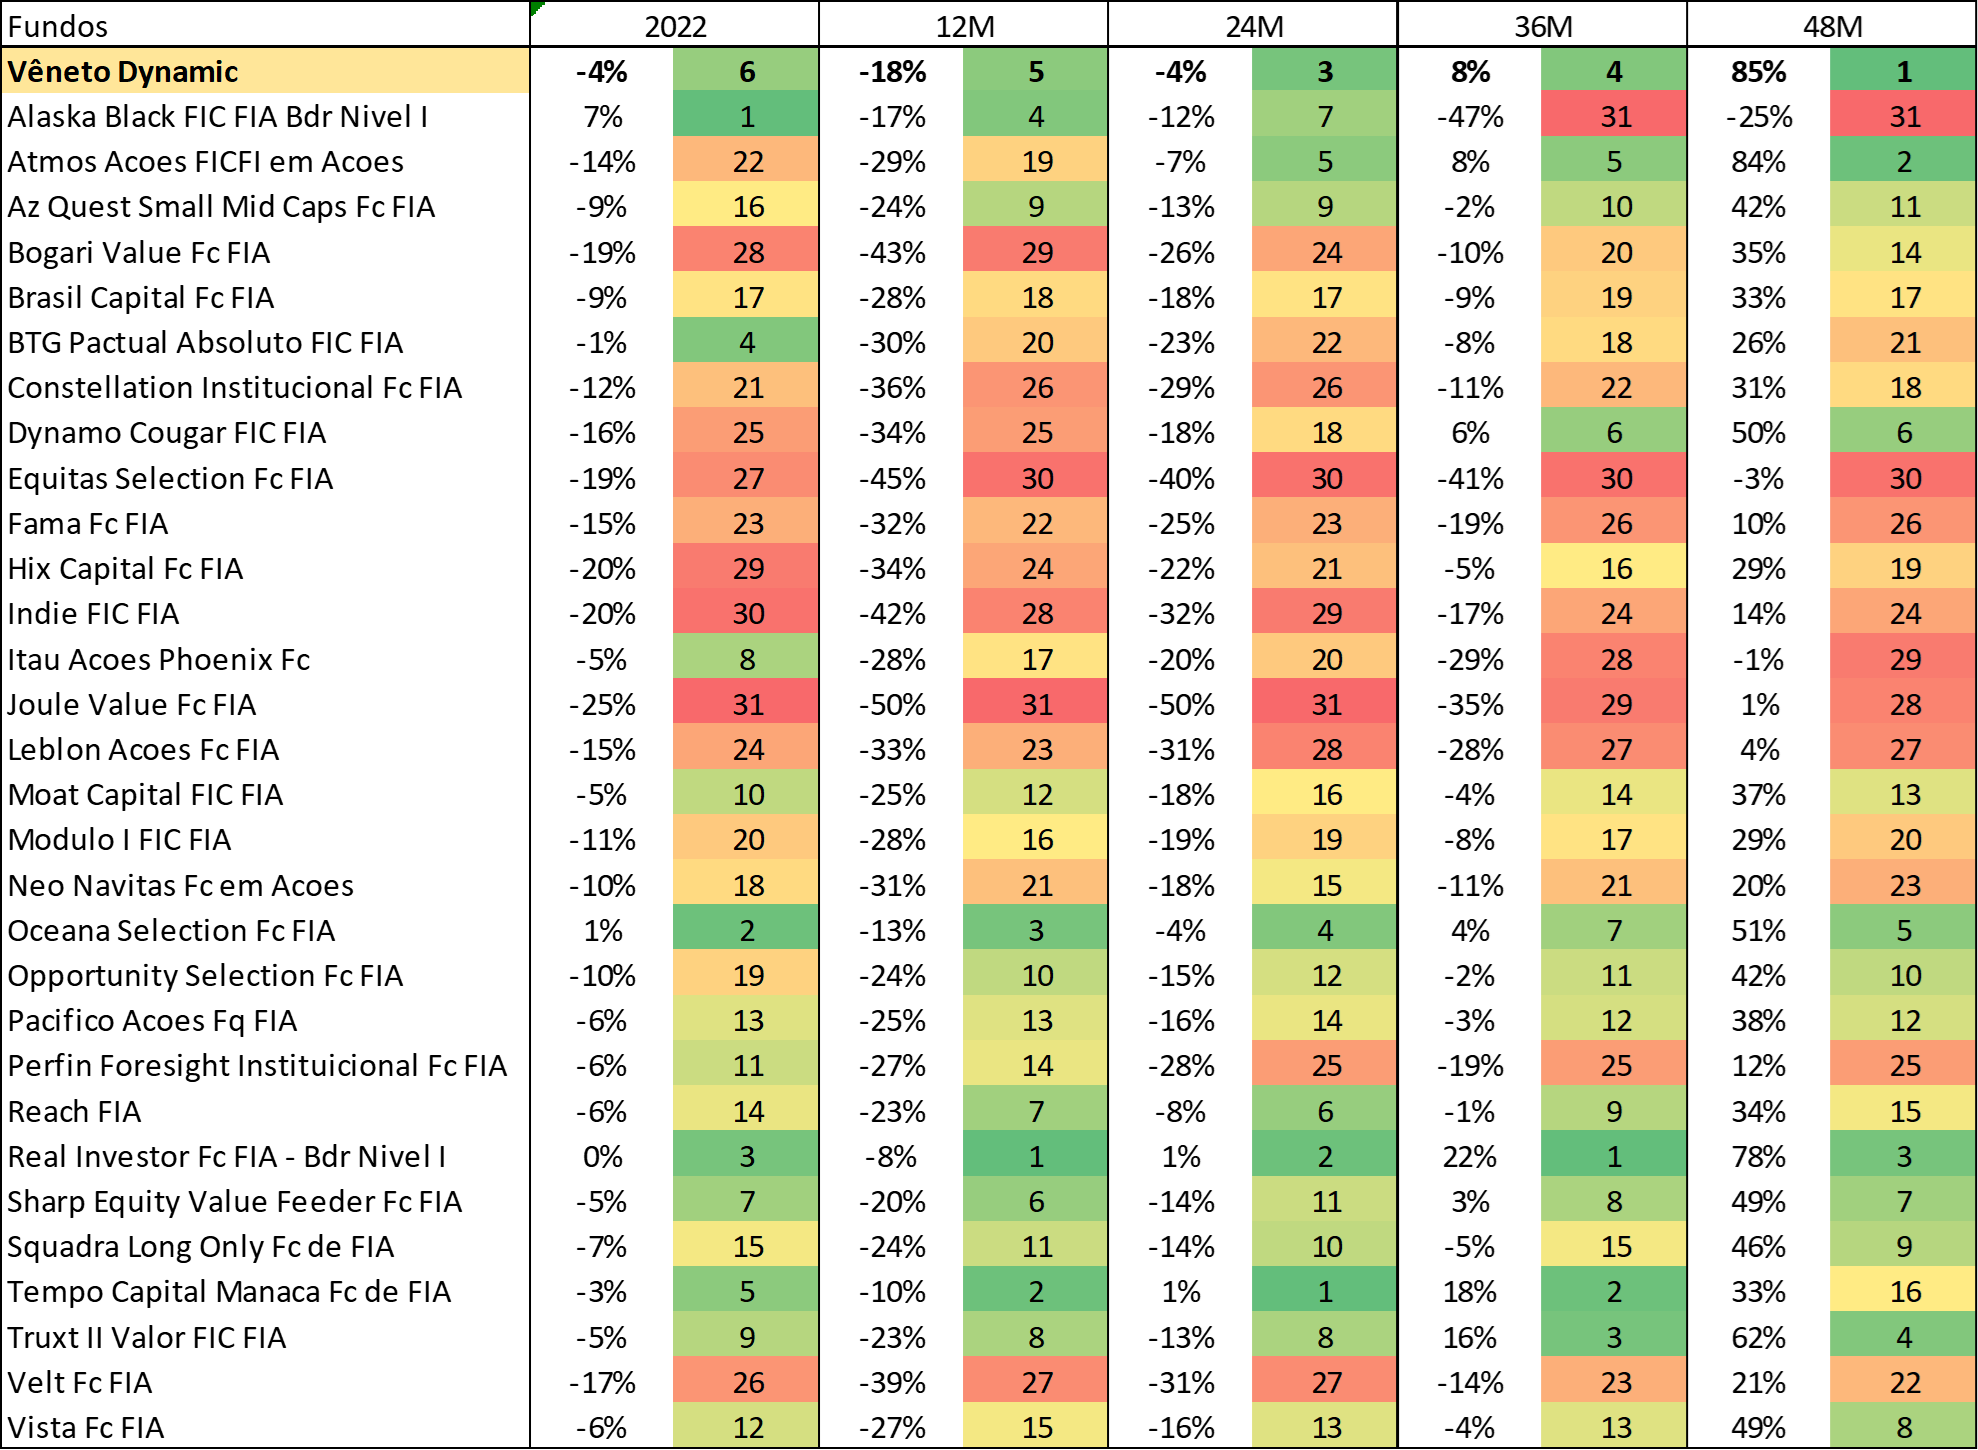 Fundos 2022 12M 24M 36M 48M
Vêneto Dynamic -4% 6 -18% 5 -4% 3 8% 4 85% 1
Alaska Black FIC FIA Bdr Nivel I 7% 1 -17% 4 -12% 7 -47% 31 -25% 31
Atmos Acoes FICFI em Acoes -14% 22 -29% 19 -7% 5 8% 5 84% 2
Az Quest Small Mid Caps Fc FIA -9% 16 -24% 9 -13% 9 -2% 10 42% 11
Bogari Value Fc FIA -19% 28 -43% 29 -26% 24 -10% 20 35% 14
Brasil Capital Fc FIA -9% 17 -28% 18 -18% 17 -9% 19 33% 17
BTG Pactual Absoluto FIC FIA -1% 4 -30% 20 -23% 22 -8% 18 26% 21
Constellation Institucional Fc FIA -12% 21 -36% 26 -29% 26 -11% 22 31% 18
Dynamo Cougar FIC FIA -16% 25 -34% 25 -18% 18 6% 6 50% 6
Equitas Selection Fc FIA -19% 27 -45% 30 -40% 30 -41% 30 -3% 30
Fama Fc FIA -15% 23 -32% 22 -25% 23 -19% 26 10% 26
Hix Capital Fc FIA -20% 29 -34% 24 -22% 21 -5% 16 29% 19
Indie FIC FIA -20% 30 -42% 28 -32% 29 -17% 24 14% 24
Itau Acoes Phoenix Fc -5% 8 -28% 17 -20% 20 -29% 28 -1% 29
Joule Value Fc FIA -25% 31 -50% 31 -50% 31 -35% 29 1% 28
Leblon Acoes Fc FIA -15% 24 -33% 23 -31% 28 -28% 27 4% 27
Moat Capital FIC FIA -5% 10 -25% 12 -18% 16 -4% 14 37% 13
Modulo I FIC FIA -11% 20 -28% 16 -19% 19 -8% 17 29% 20
Neo Navitas Fc em Acoes -10% 18 -31% 21 -18% 15 -11% 21 20% 23
Oceana Selection Fc FIA 1% 2 -13% 3 -4% 4 4% 7 51% 5
Opportunity Selection Fc FIA -10% 19 -24% 10 -15% 12 -2% 11 42% 10
Pacifico Acoes Fq FIA -6% 13 -25% 13 -16% 14 -3% 12 38% 12
Perfin Foresight Instituicional Fc FIA -6% 11 -27% 14 -28% 25 -19% 25 12% 25
Reach FIA -6% 14 -23% 7 -8% 6 -1% 9 34% 15
Real Investor Fc FIA - Bdr Nivel I 0% 3 -8% 1 1% 2 22% 1 78% 3
Sharp Equity Value Feeder Fc FIA -5% 7 -20% 6 -14% 11 3% 8 49% 7
Squadra Long Only Fc de FIA -7% 15 -24% 11 -14% 10 -5% 15 46% 9
Tempo Capital Manaca Fc de FIA -3% 5 -10% 2 1% 1 18% 2 33% 16
Truxt II Valor FIC FIA -5% 9 -23% 8 -13% 8 16% 3 62% 4
Velt Fc FIA -17% 26 -39% 27 -31% 27 -14% 23 21% 22
Vista Fc FIA -6% 12 -27% 15 -16% 13 -4% 13 49% 8